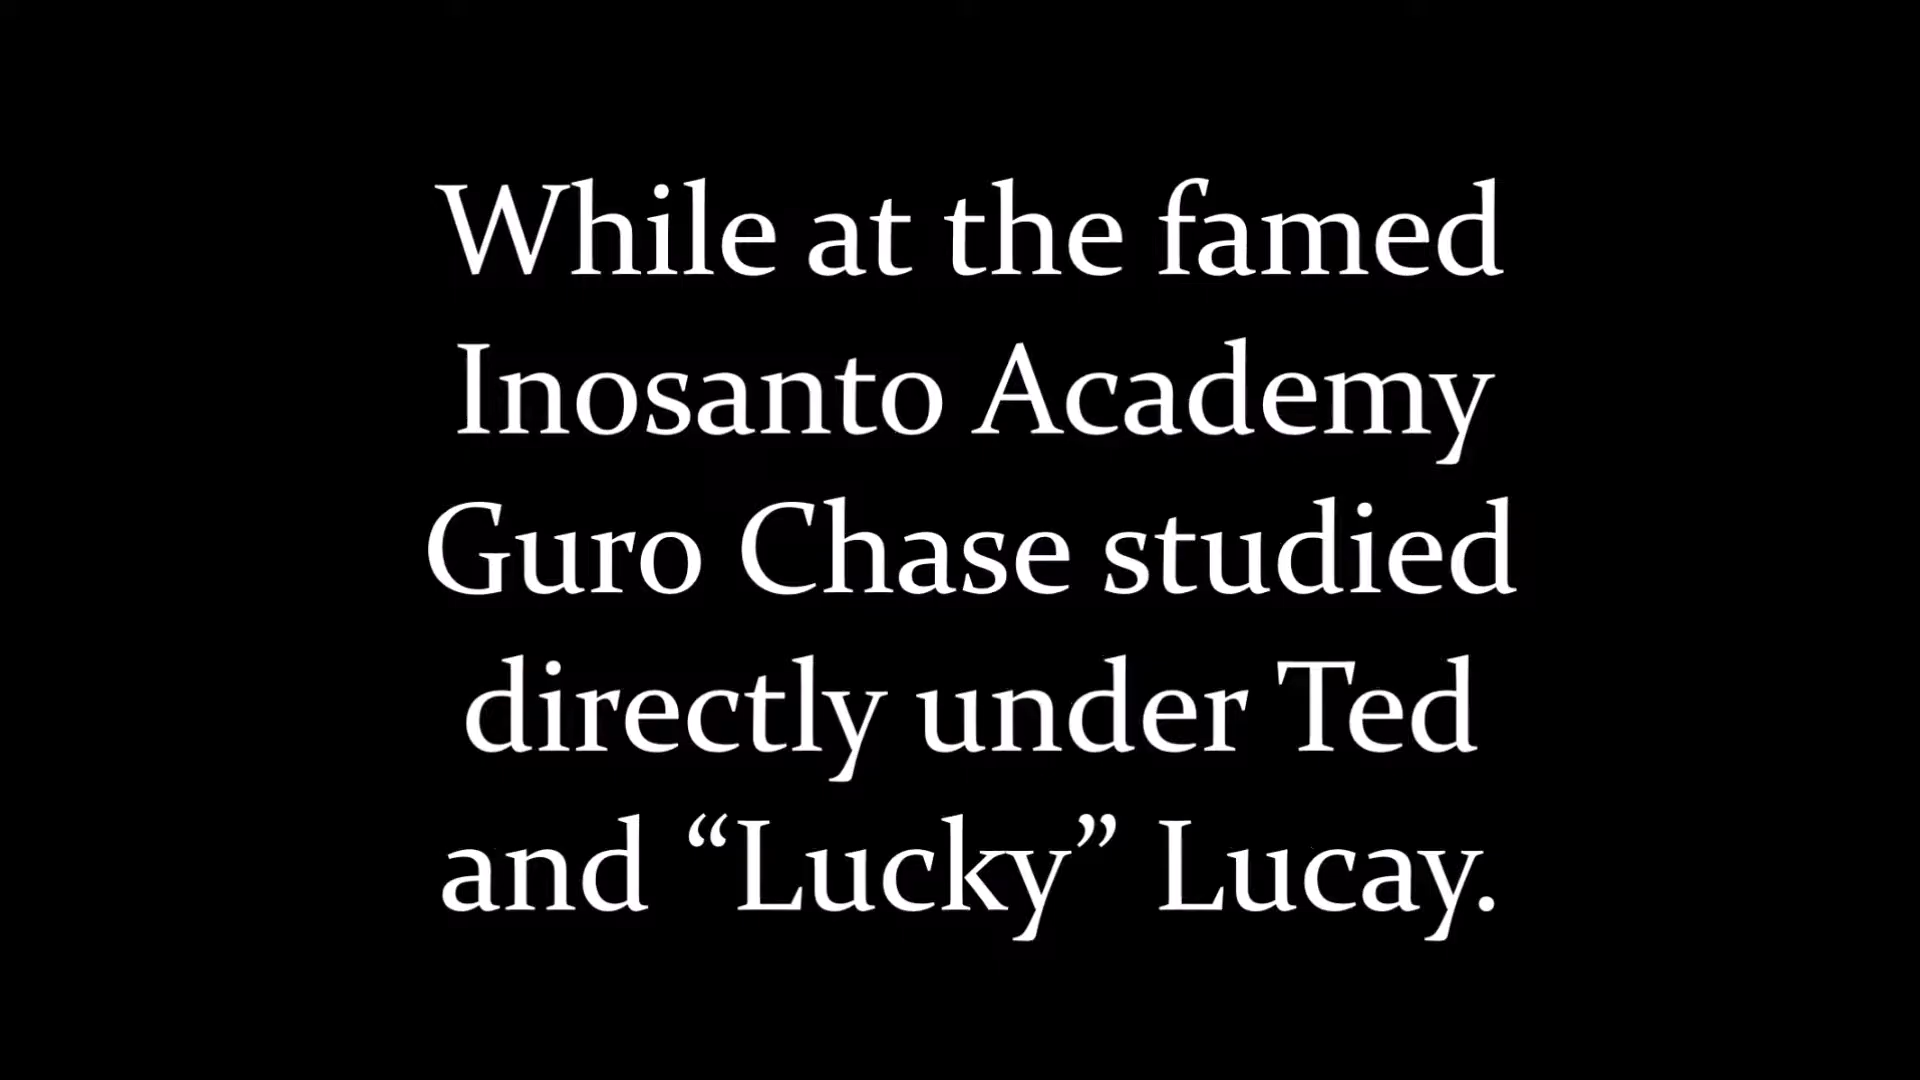 While at the famed
Inosanto Academy
Guro Chase studied
directly under Ted
and “Lucky” Lucay.